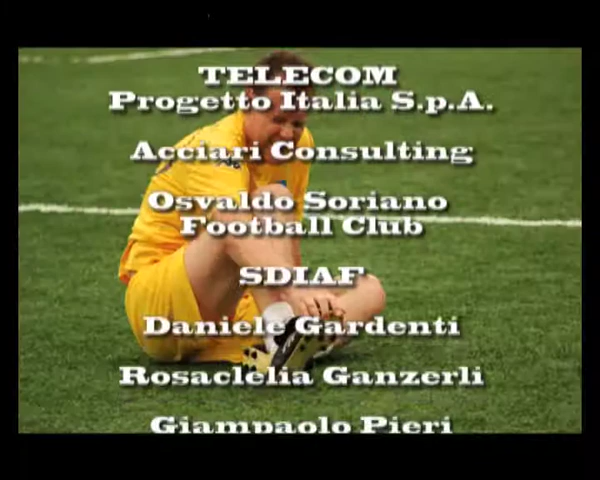 TELECOM
Progetto Italia S.p.A.
Acciari Consulting
Osvaldo Soriano
Football Club
SDIAF
Daniele Gardenti
Rosaclelia Ganzerli
Giampaolo Pieri